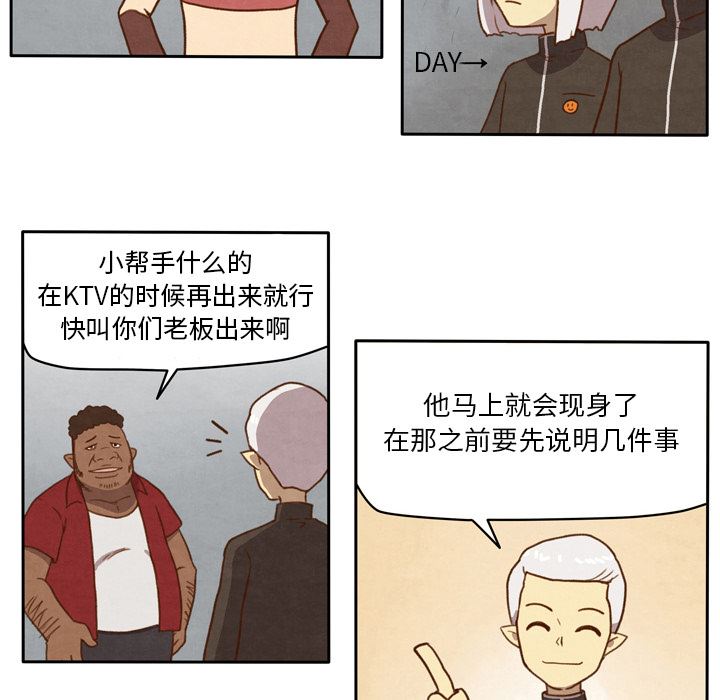 DAY→
小帮手什么的
在KTV的时候再出来就行
快叫你们老板出来啊
他马上就会现身了
在那之前要先说明几件事